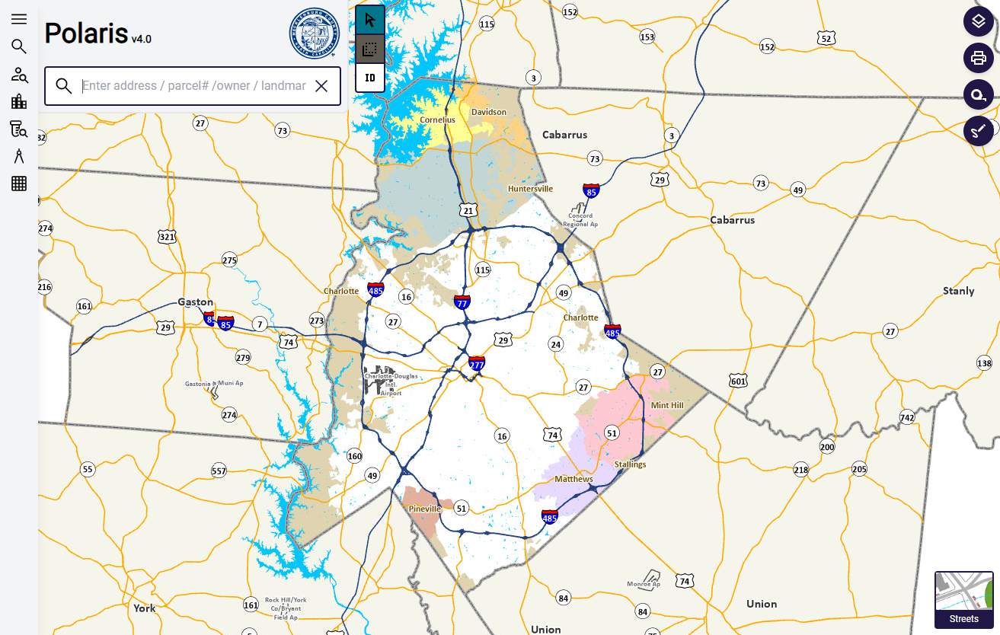 Polaris v4.0
MECKLENBURG COUNTY
NORTH CAROLINA
Enter address / parcel# /owner / landmar
ID
115
152
153
152
52
3
Cornelius
Davidson
27
73
Cabarrus
3
73
29
73
49
Huntersville
85
21
Concord
Regional Ap
Cabarrus
274
321
275
115
216
161
Gaston
Charlotte
485
16
77
49
Stanly
85
7
273
27
Charlotte
29
74
29
24
485
27
279
277
138
Gastonia
Muni Ap
Charlotte-Douglas
Intl.
Airport
27
27
601
274
Mint Hill
742
16
74
51
200
55
557
160
49
Stallings
218
205
Matthews
Pineville
51
485
Monroe Ap
74
161
Rock Hill/York
Co/Bryant
Field Ap
84
84
York
Union
Union
Streets